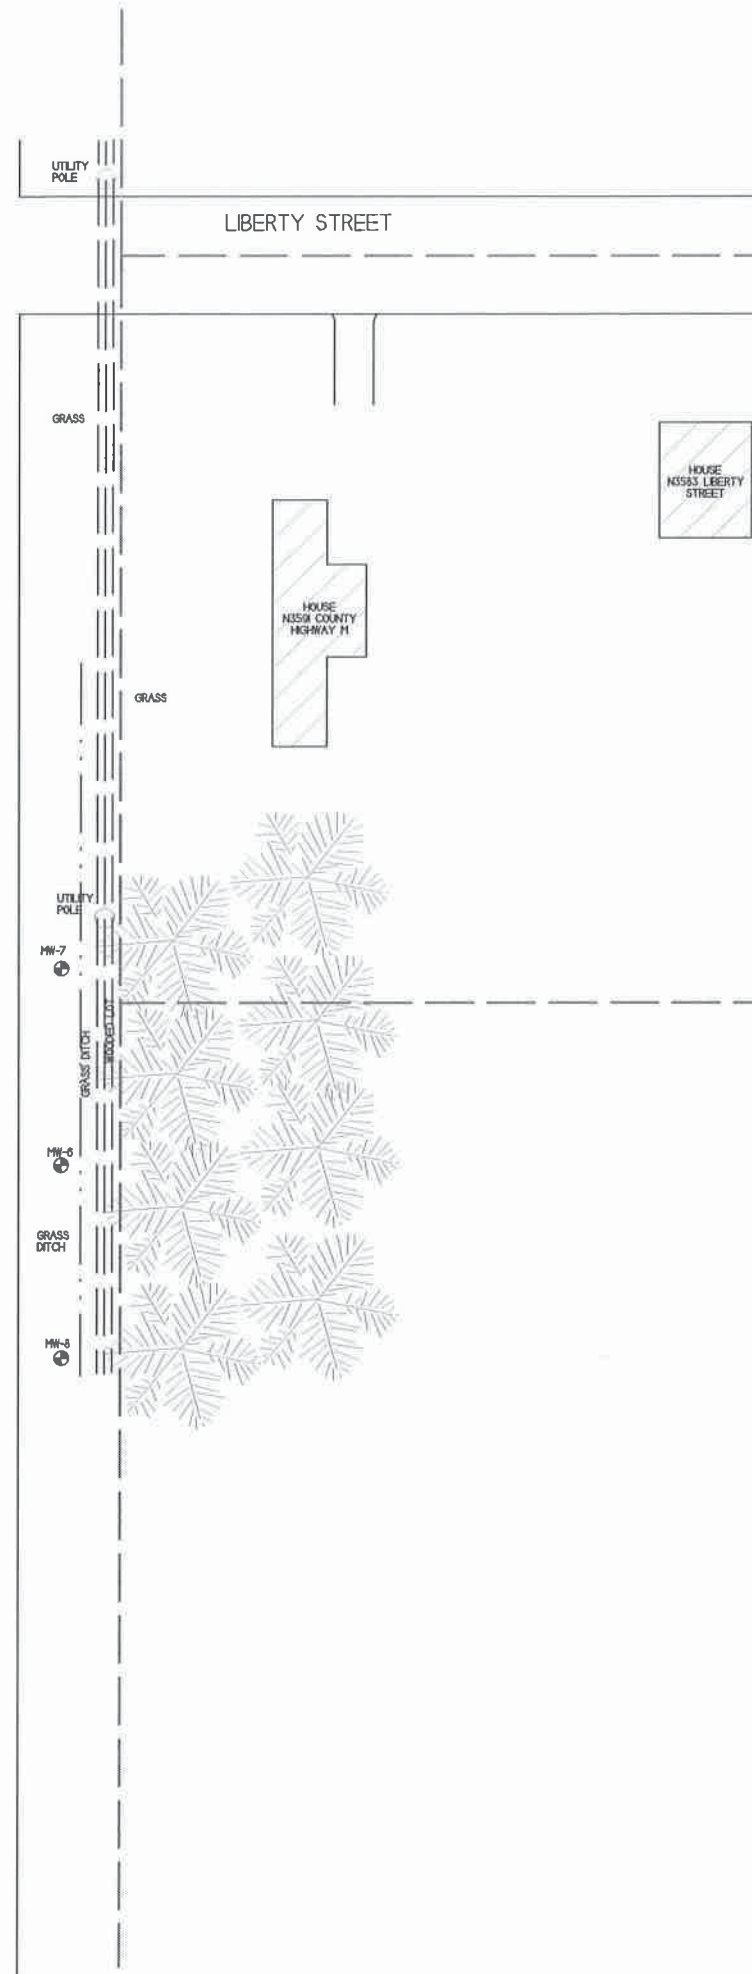 UTILITY
POLE
LIBERTY STREET
GRASS
HOUSE
N3583 LIBERTY
STREET
HOUSE
N3591 COUNTY
HIGHWAY M
GRASS
UTILITY
POLE
MW-7
GRASS DITCH
WOODED LOT
MW-6
GRASS
DITCH
MW-8